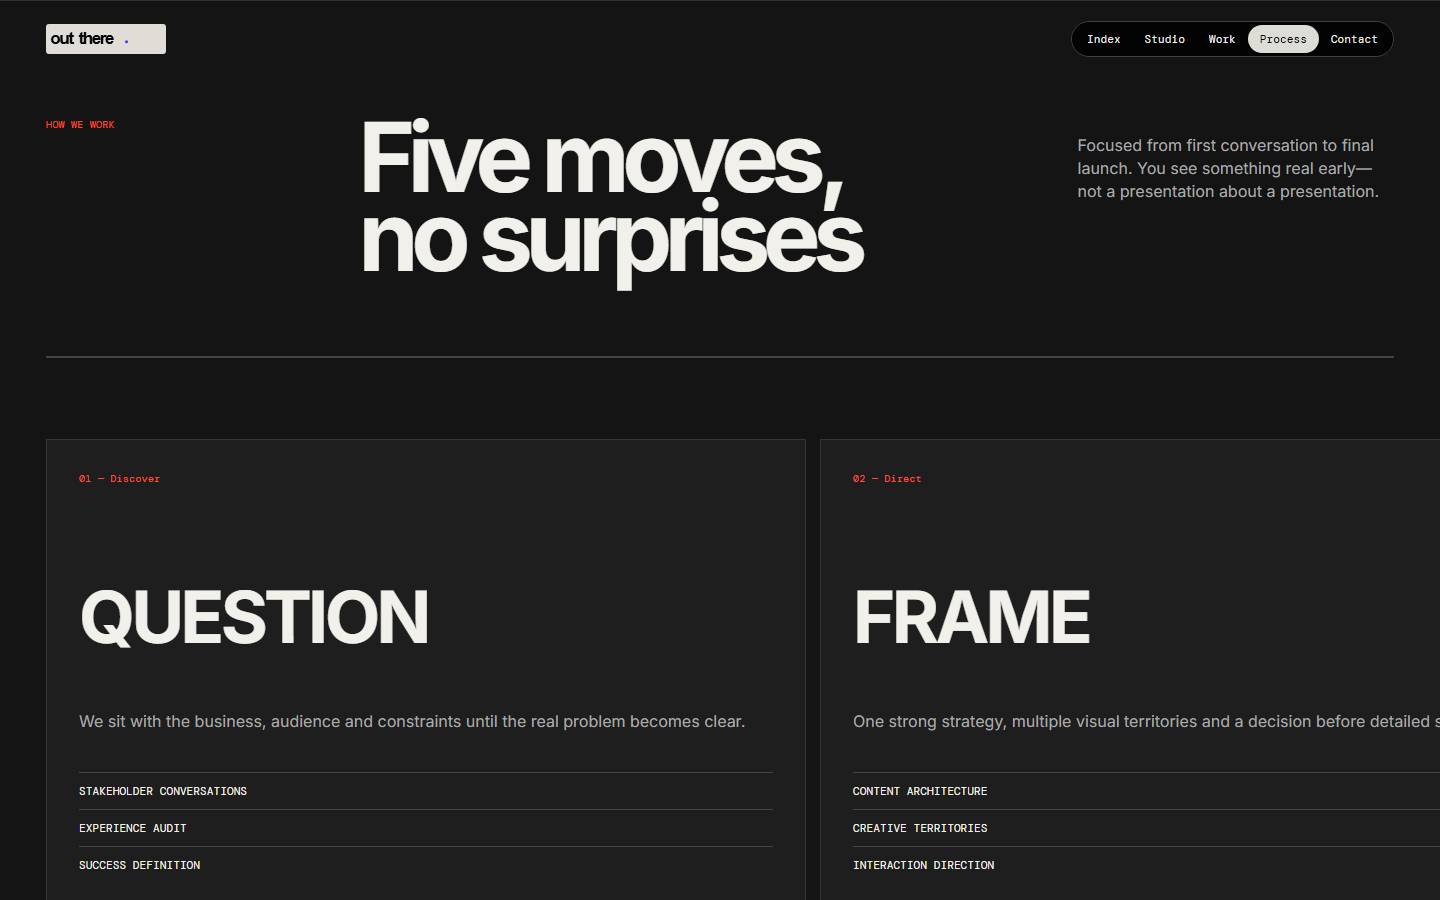 out there .
Index Studio Work Process Contact
HOW WE WORK
Five moves,
no surprises
Focused from first conversation to final
launch. You see something real early—
not a presentation about a presentation.
01 — Discover
QUESTION
We sit with the business, audience and constraints until the real problem becomes clear.
STAKEHOLDER CONVERSATIONS
EXPERIENCE AUDIT
SUCCESS DEFINITION
02 — Direct
FRAME
One strong strategy, multiple visual territories and a decision before detailed
CONTENT ARCHITECTURE
CREATIVE TERRITORIES
INTERACTION DIRECTION